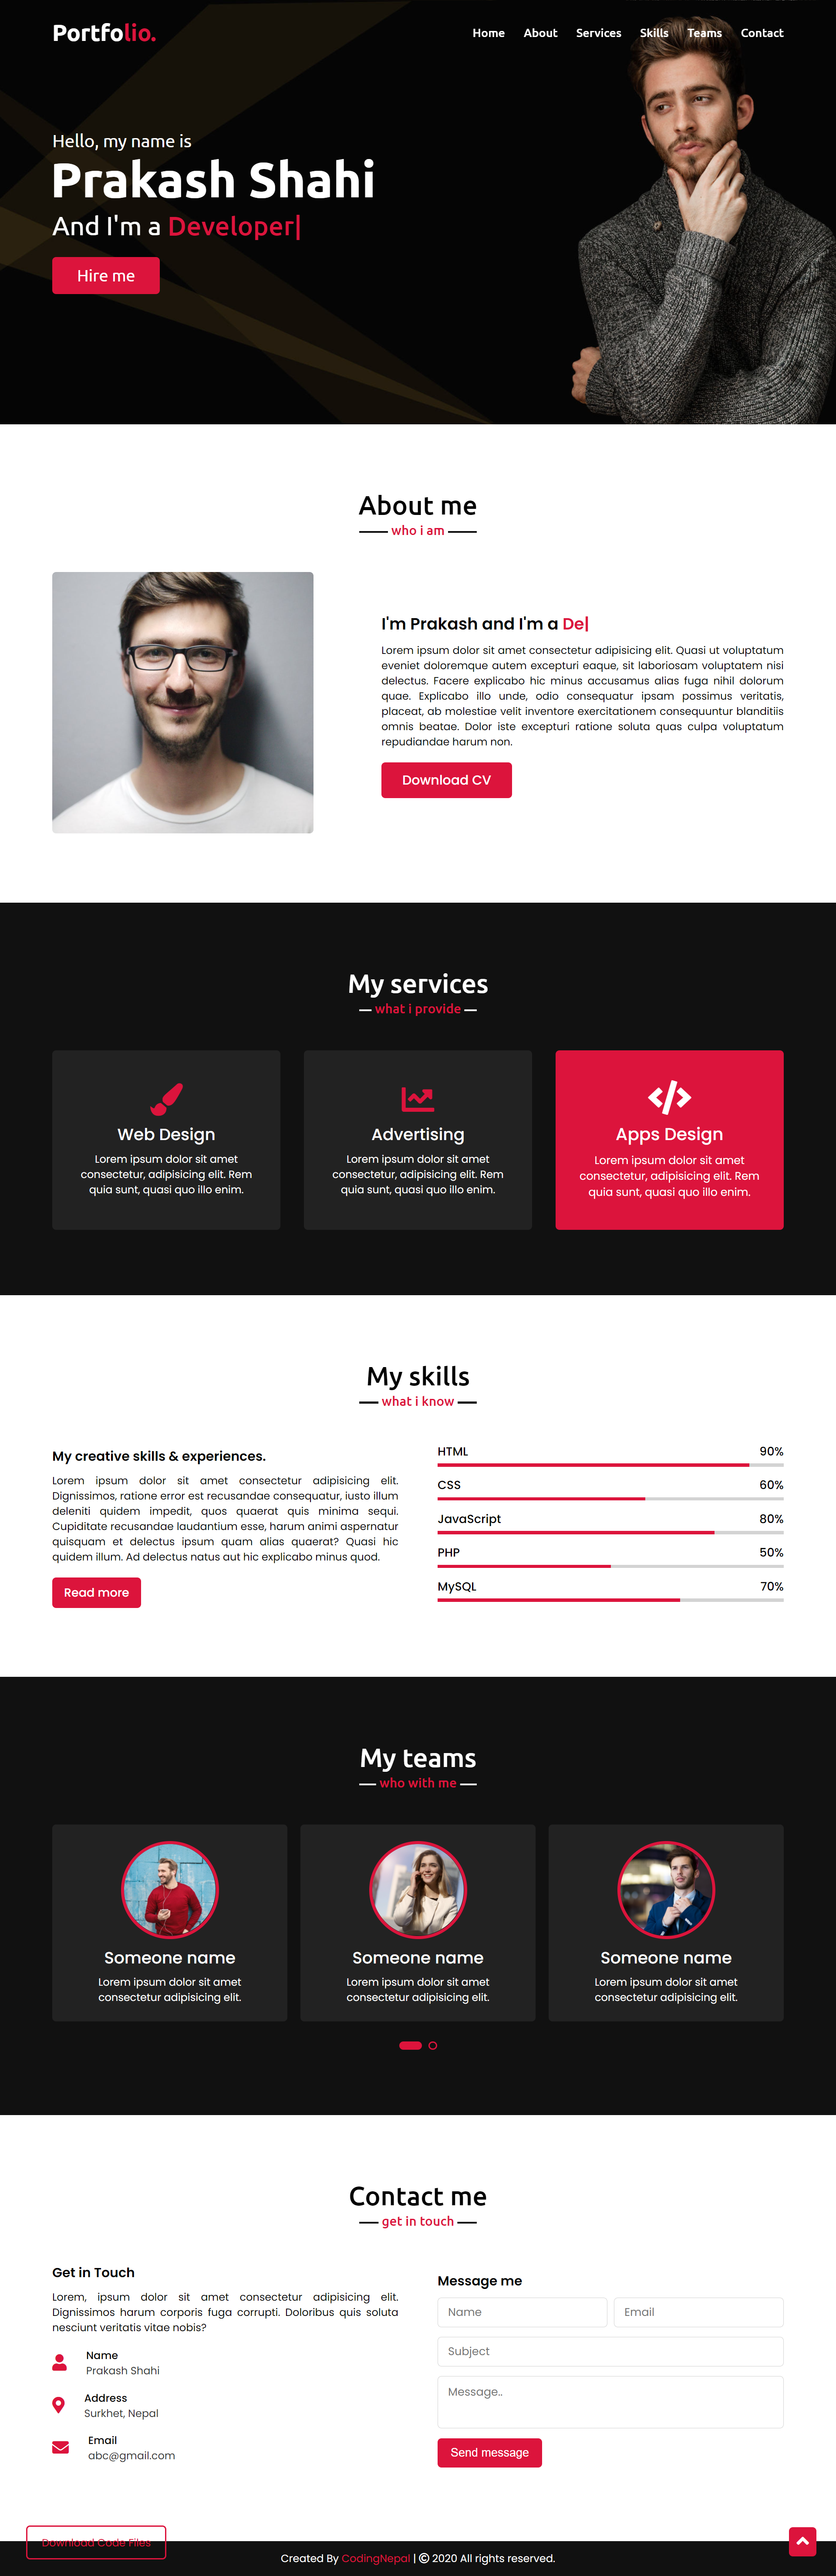 Portfolio.
Home About Services Skills Teams Contact
Hello, my name is
Prakash Shahi
And I'm a Developer|
Hire me
About me
who i am
I'm Prakash and I'm a De|
Lorem ipsum dolor sit amet consectetur adipisicing elit. Quasi ut voluptatum
eveniet doloremque autem excepturi eaque, sit laboriosam voluptatem nisi
delectus. Facere explicabo hic minus accusamus alias fuga nihil dolorum
quae. Explicabo illo unde, odio consequatur ipsam possimus veritatis,
placeat, ab molestiae velit inventore exercitationem consequuntur blanditiis
omnis beatae. Dolor iste excepturi ratione soluta quas culpa voluptatum
repudiandae harum non.
Download CV
My services
what i provide
Web Design
Lorem ipsum dolor sit amet
consectetur, adipisicing elit. Rem
quia sunt, quasi quo illo enim.
Advertising
Lorem ipsum dolor sit amet
consectetur, adipisicing elit. Rem
quia sunt, quasi quo illo enim.
Apps Design
Lorem ipsum dolor sit amet
consectetur, adipisicing elit. Rem
quia sunt, quasi quo illo enim.
My skills
what i know
My creative skills & experiences.
Lorem ipsum dolor sit amet consectetur adipisicing elit.
Dignissimos, ratione error est recusandae consequatur, iusto illum
deleniti quidem impedit, quos quaerat quis minima sequi.
Cupiditate recusandae laudantium esse, harum animi aspernatur
quisquam et delectus ipsum quam alias quaerat? Quasi hic
quidem illum. Ad delectus natus aut hic explicabo minus quod.
Read more
HTML 90%
CSS 60%
JavaScript 80%
PHP 50%
MySQL 70%
My teams
who with me
Someone name
Lorem ipsum dolor sit amet
consectetur adipisicing elit.
Someone name
Lorem ipsum dolor sit amet
consectetur adipisicing elit.
Someone name
Lorem ipsum dolor sit amet
consectetur adipisicing elit.
Contact me
get in touch
Get in Touch
Lorem, ipsum dolor sit amet consectetur adipisicing elit.
Dignissimos harum corporis fuga corrupti. Doloribus quis soluta
nesciunt veritatis vitae nobis?
Name
Prakash Shahi
Address
Surkhet, Nepal
Email
abc@gmail.com
Message me
Name Email
Subject
Message..
Send message
Download Code Files
Created By CodingNepal | © 2020 All rights reserved.